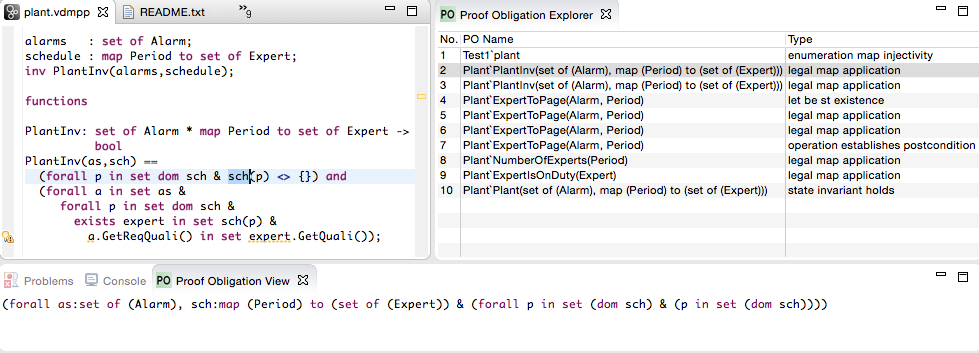 plant.vdmpp
README.txt
9
alarms : set of Alarm;
schedule : map Period to set of Expert;
inv PlantInv(alarms,schedule);
functions
PlantInv: set of Alarm * map Period to set of Expert ->
bool
PlantInv(as,sch) ==
(forall p in set dom sch & sch(p) <> {}) and
(forall a in set as &
forall p in set dom sch &
exists expert in set sch(p) &
a.GetReqQuali() in set expert.GetQuali());
PO Proof Obligation Explorer
No. PO Name Type
1 Test1`plant enumeration map injectivity
2 Plant`PlantInv(set of (Alarm), map (Period) to (set of (Expert))) legal map application
3 Plant`PlantInv(set of (Alarm), map (Period) to (set of (Expert))) legal map application
4 Plant`ExpertToPage(Alarm, Period) let be st existence
5 Plant`ExpertToPage(Alarm, Period) legal map application
6 Plant`ExpertToPage(Alarm, Period) legal map application
7 Plant`ExpertToPage(Alarm, Period) operation establishes postcondition
8 Plant`NumberOfExperts(Period) legal map application
9 Plant`ExpertIsOnDuty(Expert) legal map application
10 Plant`Plant(set of (Alarm), map (Period) to (set of (Expert))) state invariant holds
Problems Console PO Proof Obligation View
(forall as:set of (Alarm), sch:map (Period) to (set of (Expert)) & (forall p in set (dom sch) & (p in set (dom sch))))